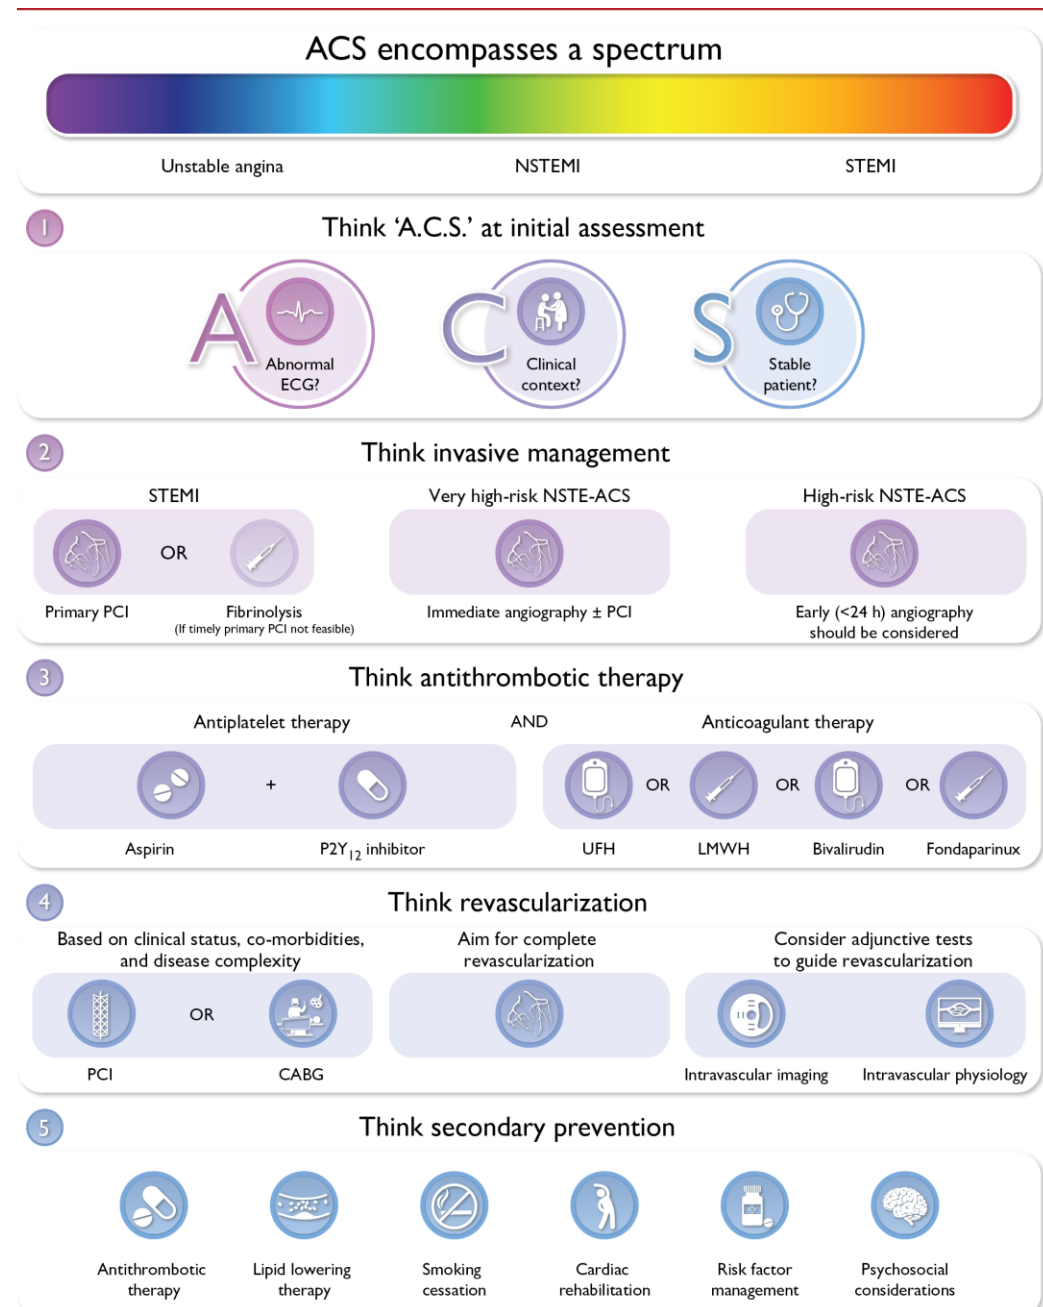 ACS encompasses a spectrum
Unstable angina
NSTEMI
STEMI
1
Think ‘A.C.S.’ at initial assessment
A
Abnormal
ECG?
C
Clinical
context?
S
Stable
patient?
2
Think invasive management
STEMI
OR
Primary PCI
Fibrinolysis
(If timely primary PCI not feasible)
Very high-risk NSTE-ACS
Immediate angiography ± PCI
High-risk NSTE-ACS
Early (<24 h) angiography
should be considered
3
Think antithrombotic therapy
Antiplatelet therapy
Aspirin
+
P2Y12 inhibitor
AND
Anticoagulant therapy
UFH
OR
LMWH
OR
Bivalirudin
OR
Fondaparinux
4
Think revascularization
Based on clinical status, co-morbidities,
and disease complexity
PCI
OR
CABG
Aim for complete
revascularization
Consider adjunctive tests
to guide revascularization
Intravascular imaging
Intravascular physiology
5
Think secondary prevention
Antithrombotic
therapy
Lipid lowering
therapy
Smoking
cessation
Cardiac
rehabilitation
Risk factor
management
Psychosocial
considerations